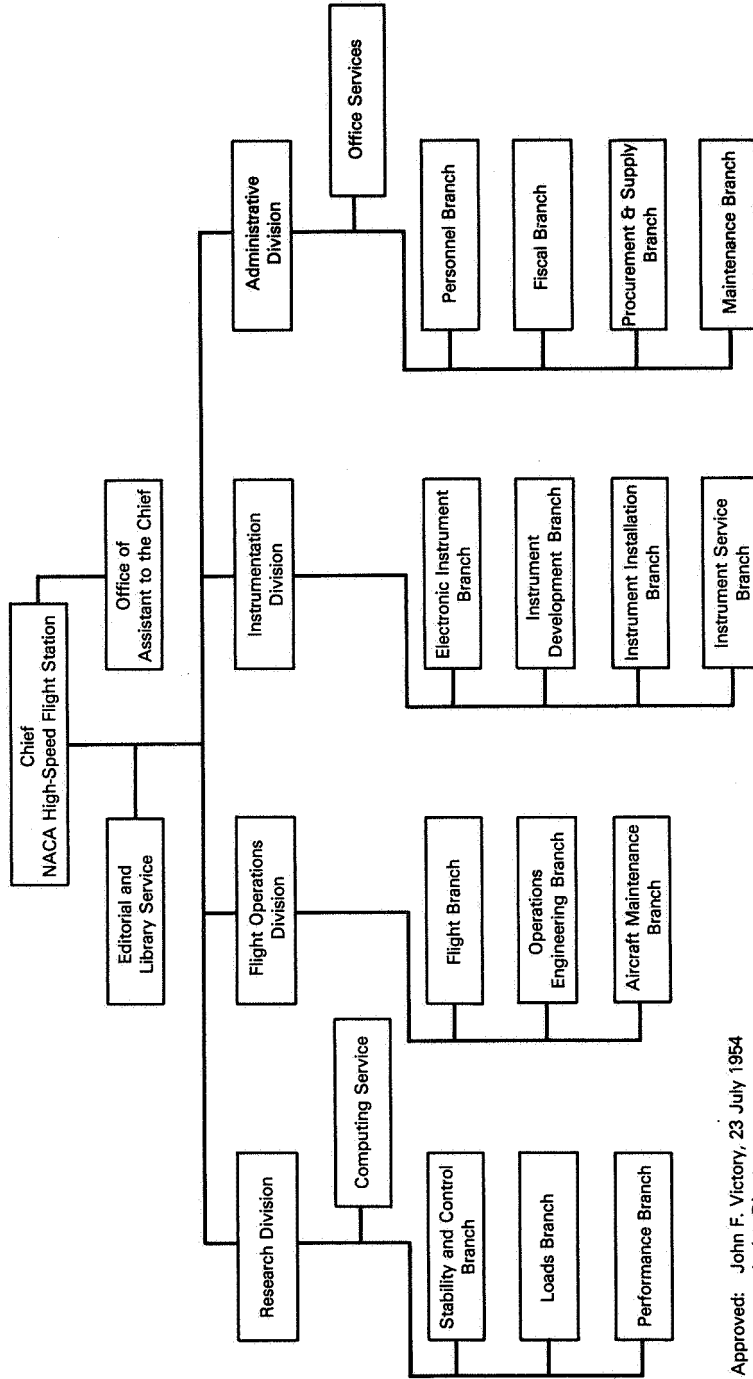 Chief
NACA High-Speed Flight Station
Office of
Assistant to the Chief
Editorial and
Library Service
Research Division
Computing Service
Stability and Control
Branch
Loads Branch
Performance Branch
Flight Operations
Division
Flight Branch
Operations
Engineering Branch
Aircraft Maintenance
Branch
Instrumentation
Division
Electronic Instrument
Branch
Instrument
Development Branch
Instrument Installation
Branch
Instrument Service
Branch
Administrative
Division
Office Services
Personnel Branch
Fiscal Branch
Procurement & Supply
Branch
Maintenance Branch
Approved: John F. Victory, 23 July 1954